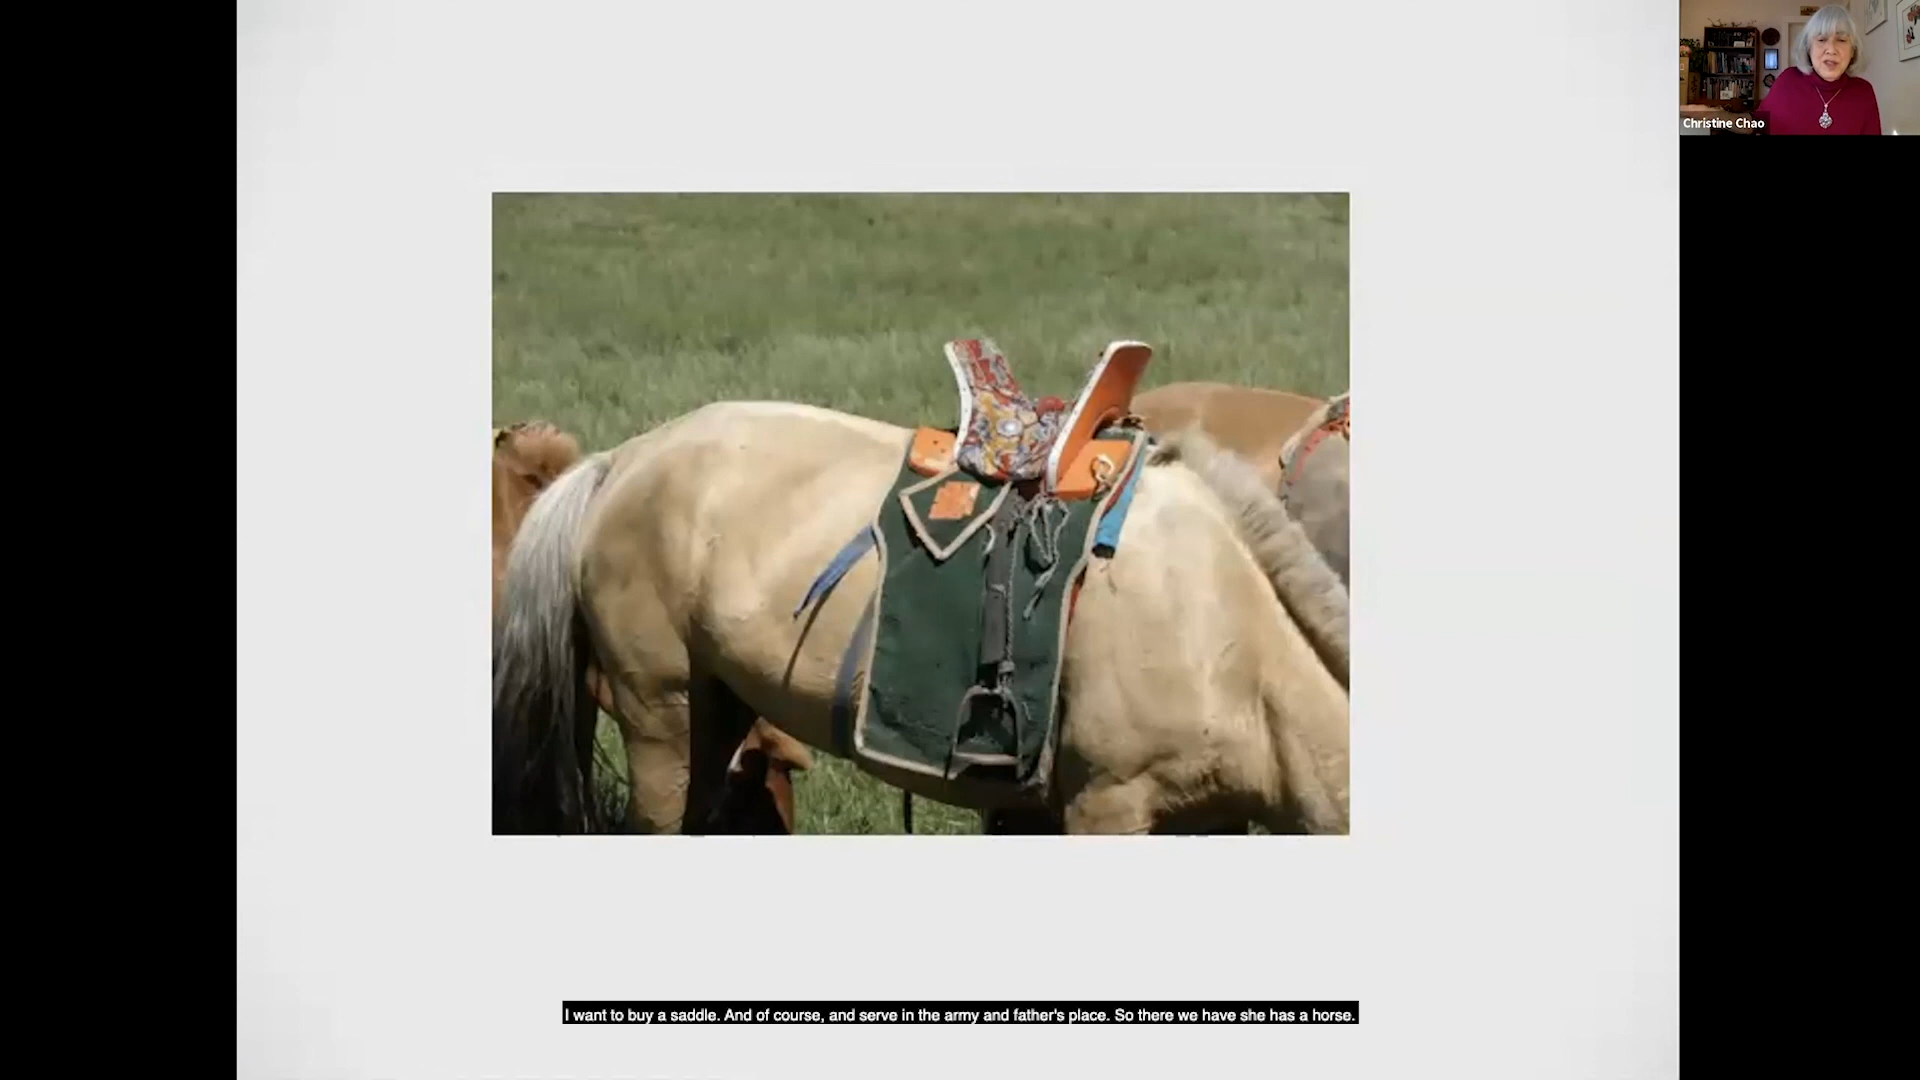 Christine Chao
I want to buy a saddle. And of course, and serve in the army and father's place. So there we have she has a horse.